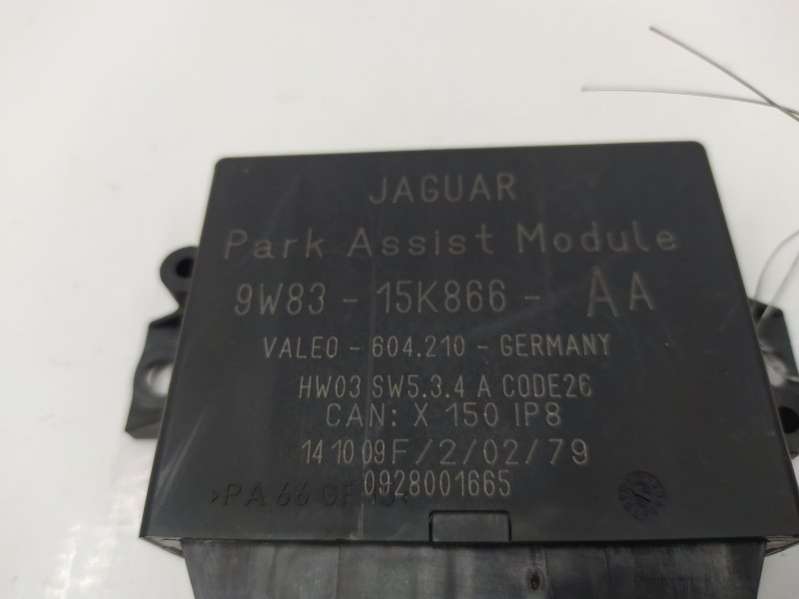 JAGUAR
Park Assist Module
9W83 - 15K866 - AA
VALEO - 604.210 - GERMANY
HW03 SW5.3.4 A CODE26
CAN: X 150 IP8
14 10 09 F/2/02/79
0928001665
>PA 66 GF